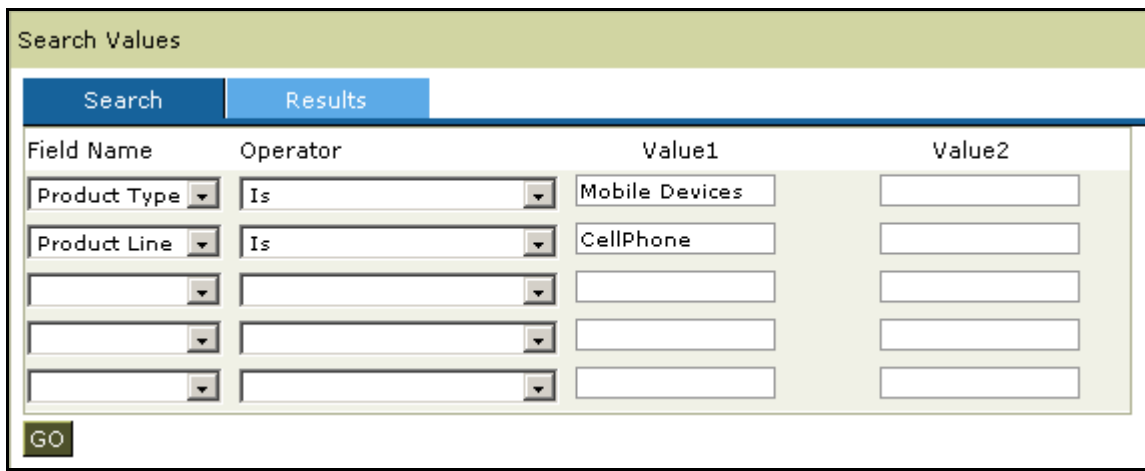 Search Values
Search Results
Field Name Operator Value1 Value2
Product Type Is Mobile Devices
Product Line Is CellPhone
GO